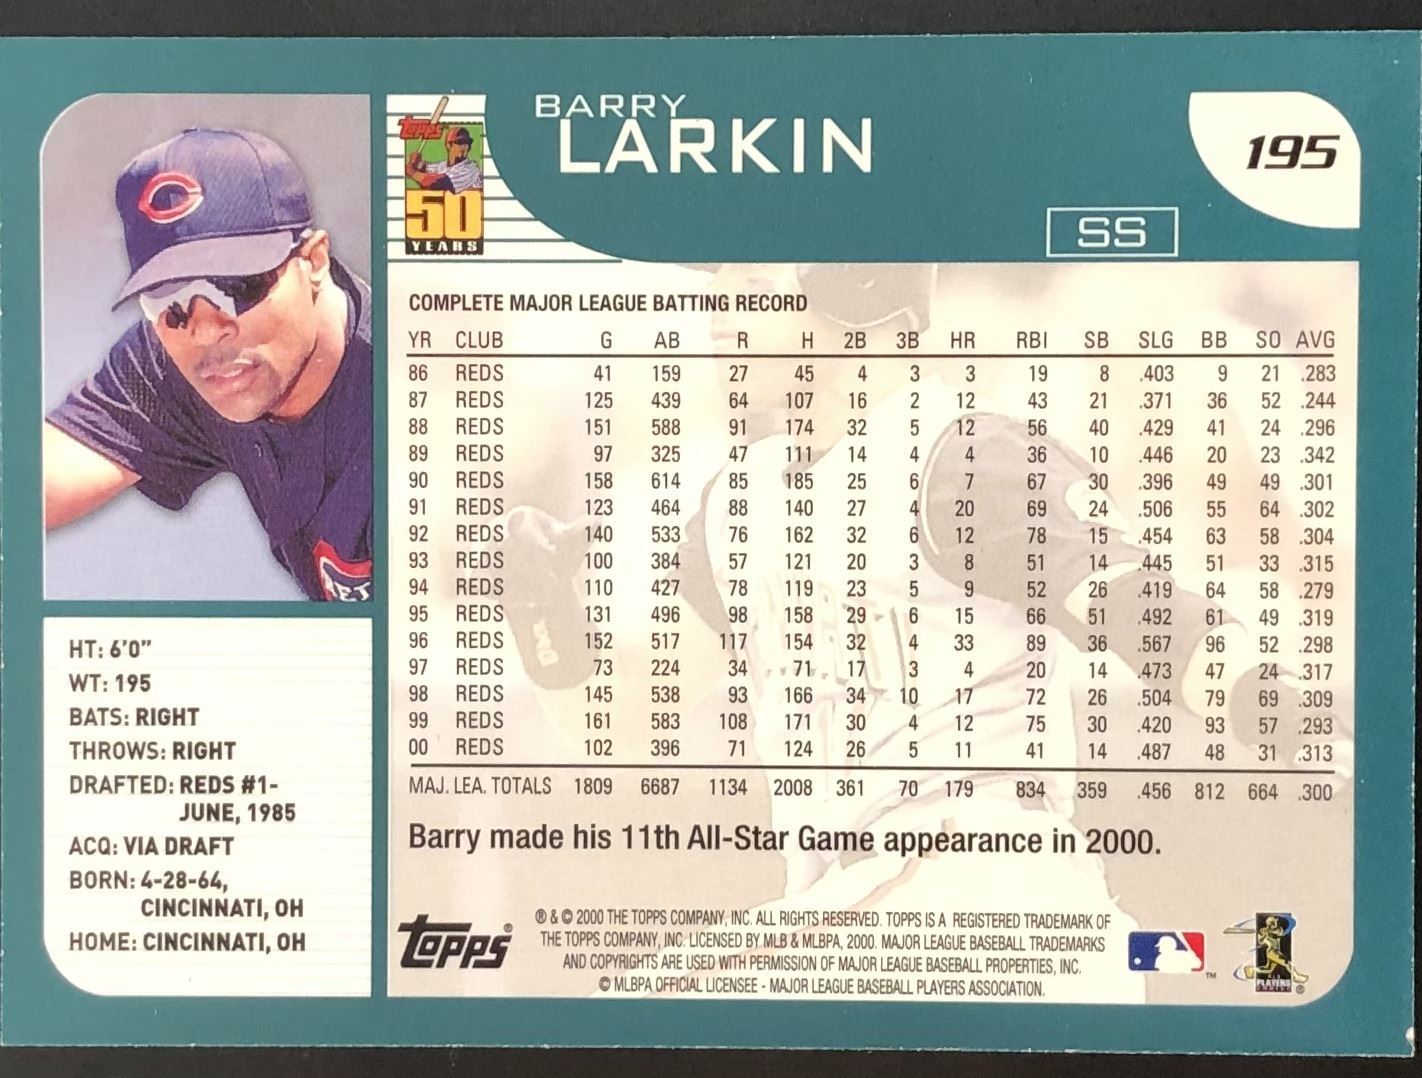 BARRY
LARKIN
195
Topps
50
YEARS
SS
HT: 6'0"
WT: 195
BATS: RIGHT
THROWS: RIGHT
DRAFTED: REDS #1-
JUNE, 1985
ACQ: VIA DRAFT
BORN: 4-28-64,
CINCINNATI, OH
HOME: CINCINNATI, OH
COMPLETE MAJOR LEAGUE BATTING RECORD
YR CLUB G AB R H 2B 3B HR RBI SB SLG BB SO AVG
86 REDS 41 159 27 45 4 3 3 19 8 .403 9 21 .283
87 REDS 125 439 64 107 16 2 12 43 21 .371 36 52 .244
88 REDS 151 588 91 174 32 5 12 56 40 .429 41 24 .296
89 REDS 97 325 47 111 14 4 4 36 10 .446 20 23 .342
90 REDS 158 614 85 185 25 6 7 67 30 .396 49 49 .301
91 REDS 123 464 88 140 27 4 20 69 24 .506 55 64 .302
92 REDS 140 533 76 162 32 6 12 78 15 .454 63 58 .304
93 REDS 100 384 57 121 20 3 8 51 14 .445 51 33 .315
94 REDS 110 427 78 119 23 5 9 52 26 .419 64 58 .279
95 REDS 131 496 98 158 29 6 15 66 51 .492 61 49 .319
96 REDS 152 517 117 154 32 4 33 89 36 .567 96 52 .298
97 REDS 73 224 34 71 17 3 4 20 14 .473 47 24 .317
98 REDS 145 538 93 166 34 10 17 72 26 .504 79 69 .309
99 REDS 161 583 108 171 30 4 12 75 30 .420 93 57 .293
00 REDS 102 396 71 124 26 5 11 41 14 .487 48 31 .313
MAJ. LEA. TOTALS 1809 6687 1134 2008 361 70 179 834 359 .456 812 664 .300
Barry made his 11th All-Star Game appearance in 2000.
Topps®
® & © 2000 THE TOPPS COMPANY, INC. ALL RIGHTS RESERVED. TOPPS IS A REGISTERED TRADEMARK OF
THE TOPPS COMPANY, INC. LICENSED BY MLB & MLBPA, 2000. MAJOR LEAGUE BASEBALL TRADEMARKS
AND COPYRIGHTS ARE USED WITH PERMISSION OF MAJOR LEAGUE BASEBALL PROPERTIES, INC.
© MLBPA OFFICIAL LICENSEE - MAJOR LEAGUE BASEBALL PLAYERS ASSOCIATION.
TM
PLAYERS
®